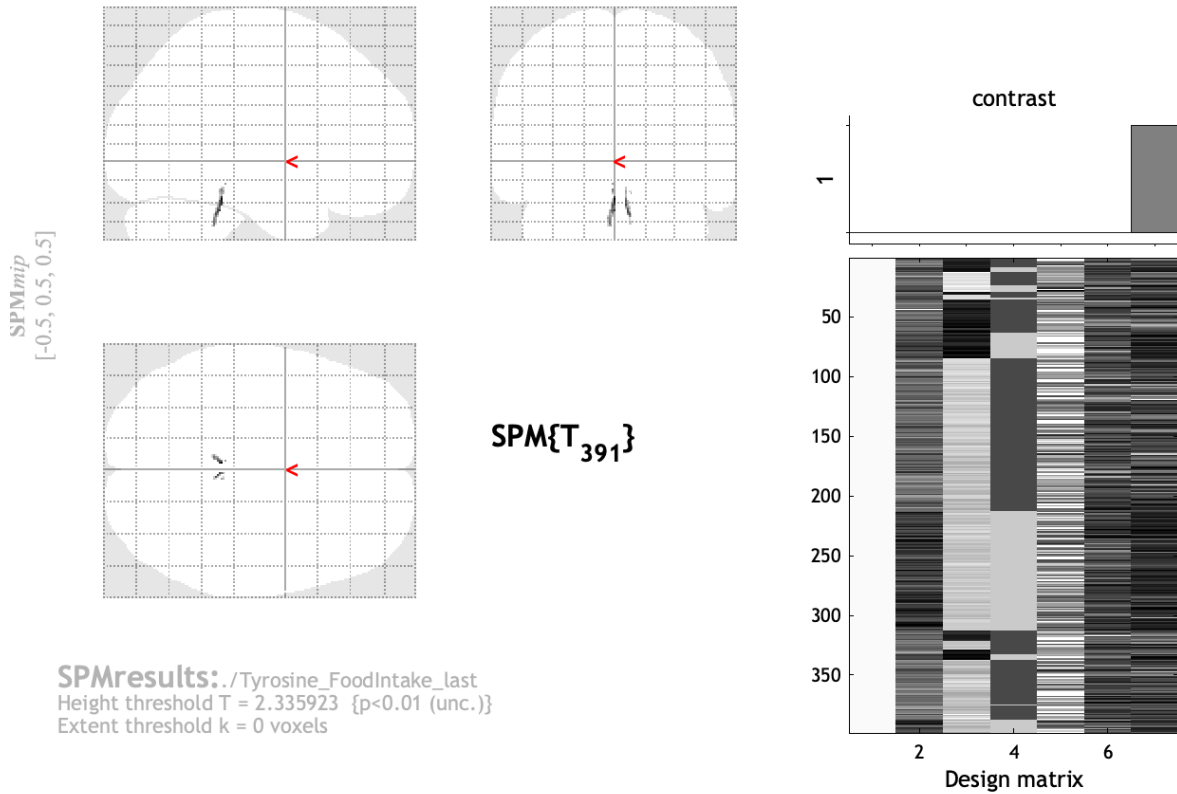 SPMmip
[-0.5, 0.5, 0.5]
<
<
<
SPM{T391}
SPMresults: ./Tyrosine_FoodIntake_last
Height threshold T = 2.335923 {p<0.01 (unc.)}
Extent threshold k = 0 voxels
contrast
1
50
100
150
200
250
300
350
2 4 6
Design matrix